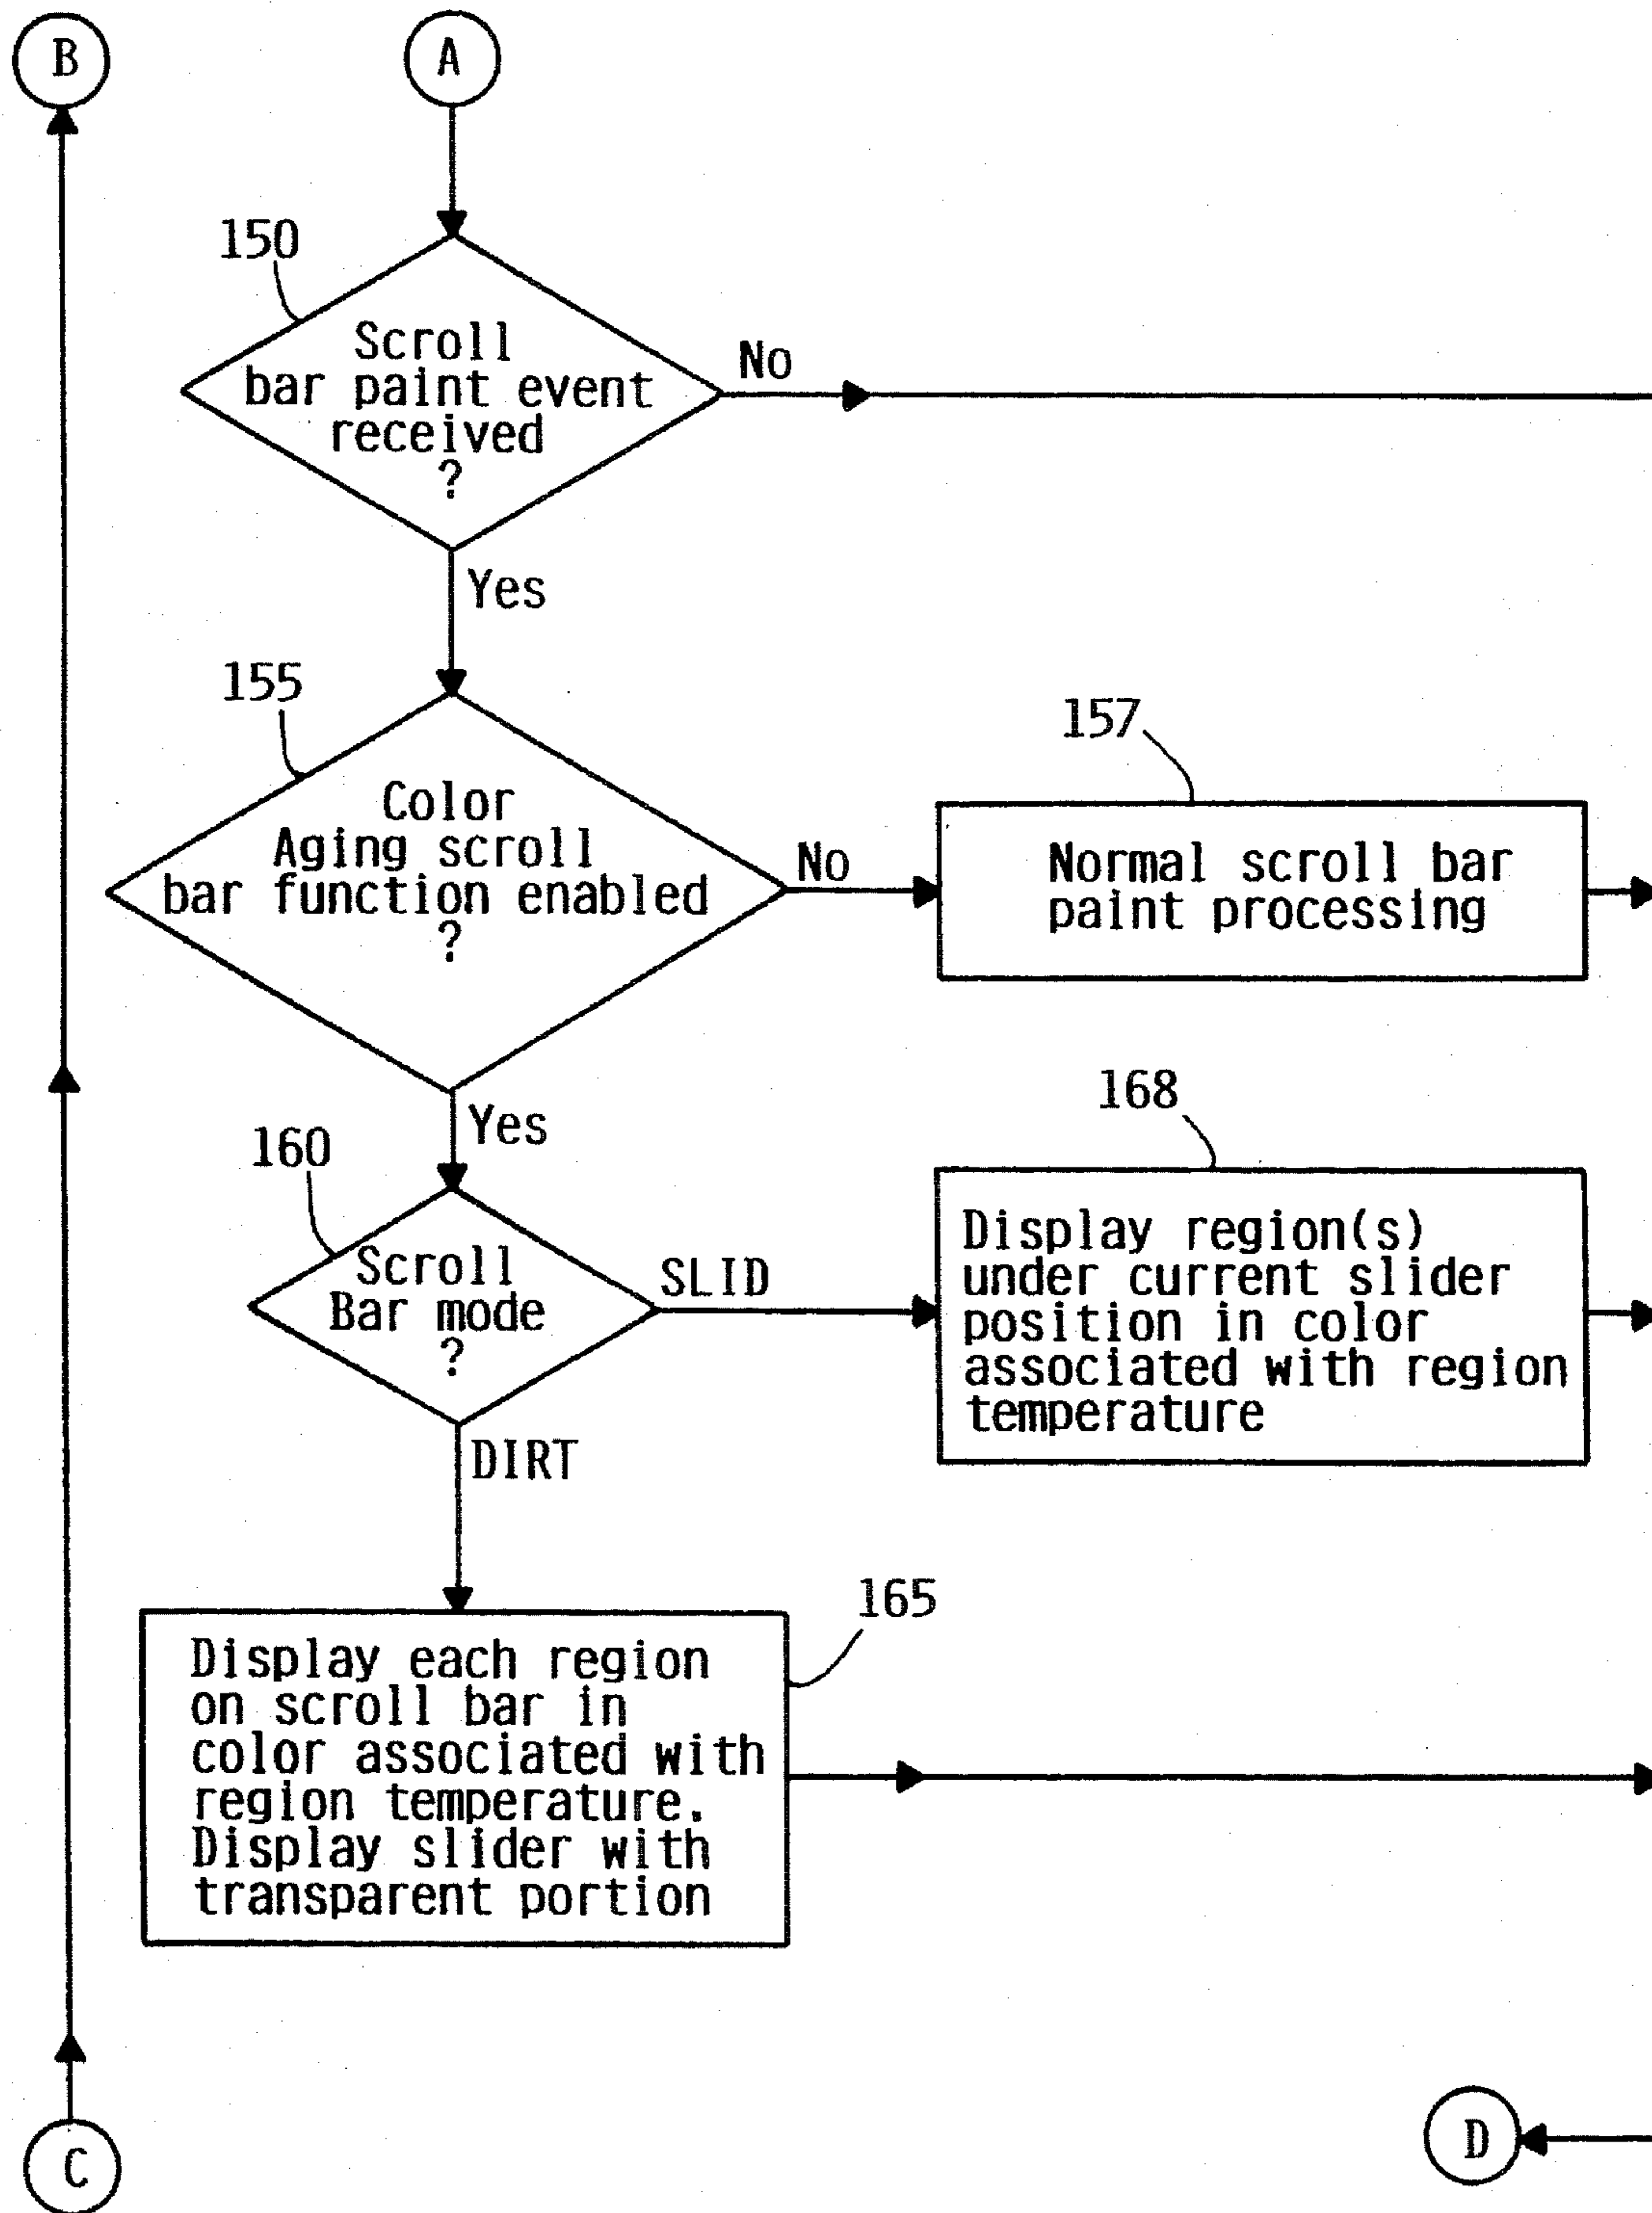 B
A
150
Scroll
bar paint event
received
?
No
Yes
155
Color
Aging scroll
bar function enabled
?
No
157
Normal scroll bar
paint processing
Yes
160
Scroll
Bar mode
?
SLID
168
Display region(s)
under current slider
position in color
associated with region
temperature
DIRT
165
Display each region
on scroll bar in
color associated with
region temperature.
Display slider with
transparent portion
C
D